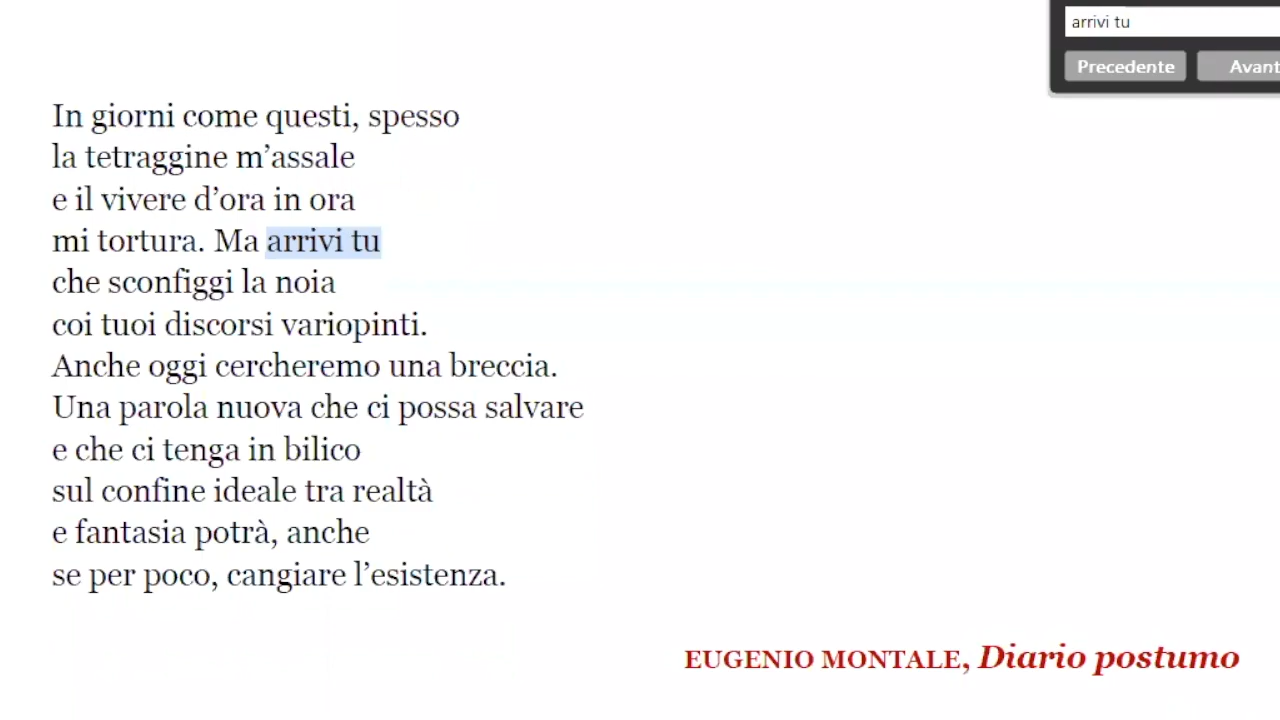 arrivi tu
Precedente Avant
In giorni come questi, spesso
la tetraggine m’assale
e il vivere d’ora in ora
mi tortura. Ma arrivi tu
che sconfiggi la noia
coi tuoi discorsi variopinti.
Anche oggi cercheremo una breccia.
Una parola nuova che ci possa salvare
e che ci tenga in bilico
sul confine ideale tra realtà
e fantasia potrà, anche
se per poco, cangiare l’esistenza.
EUGENIO MONTALE, Diario postumo